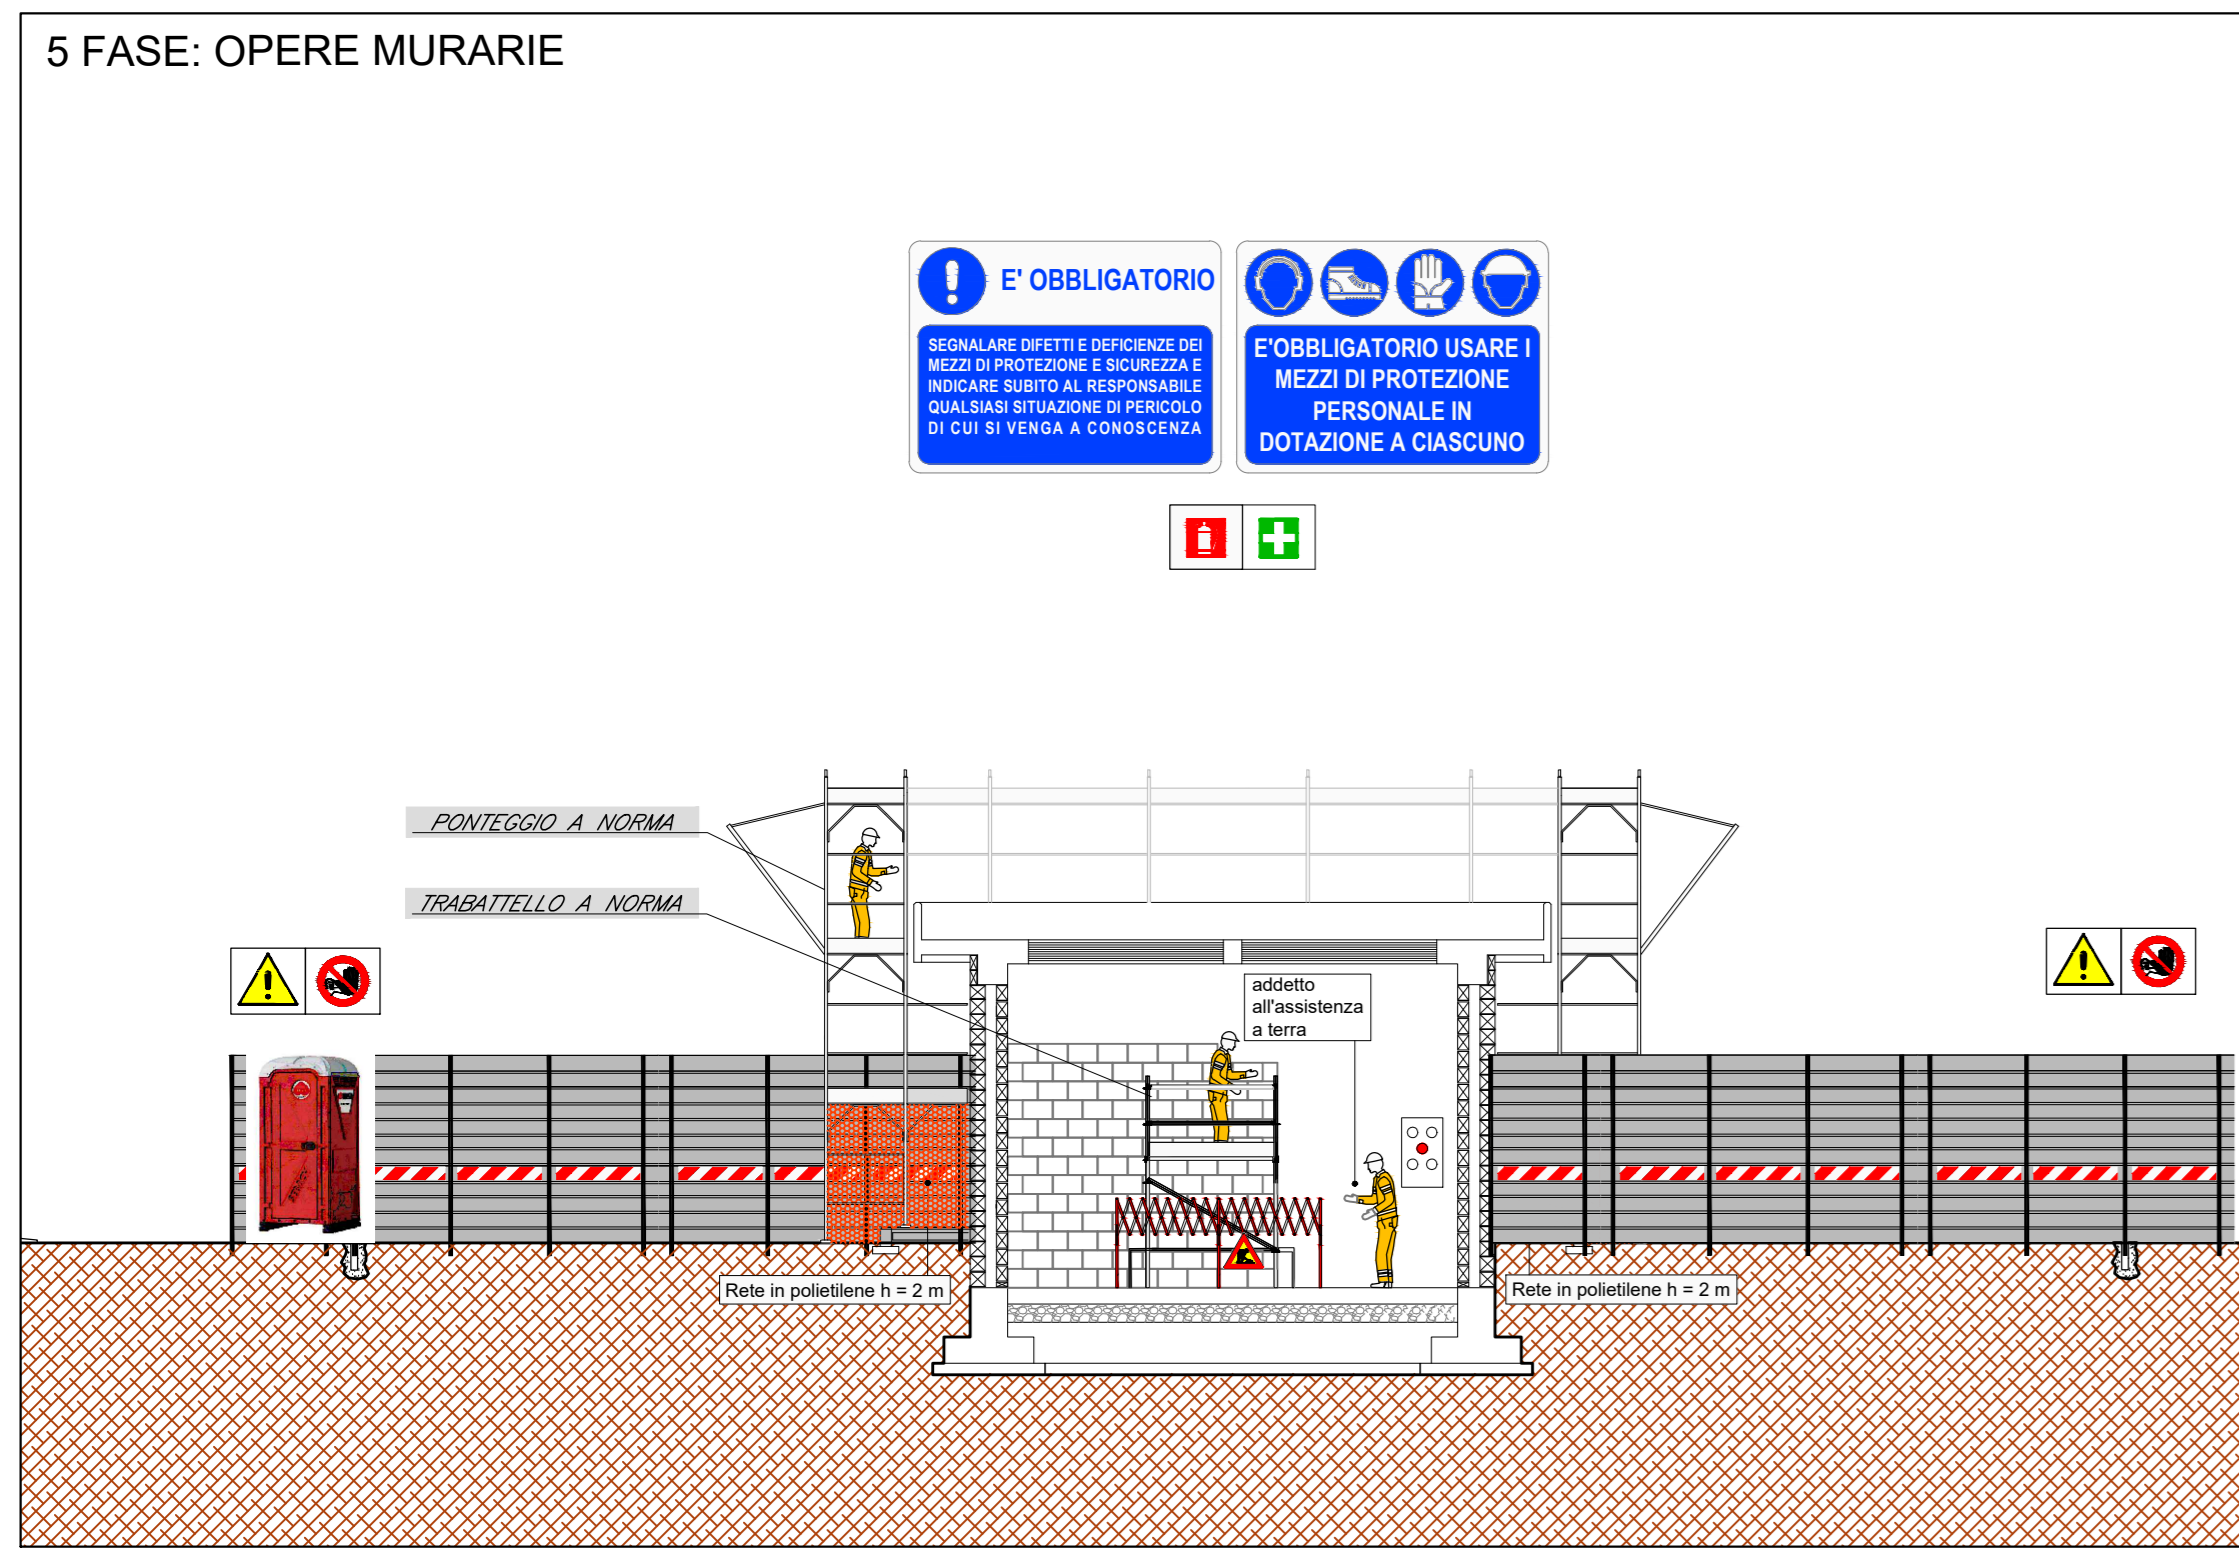 5 FASE: OPERE MURARIE
E' OBBLIGATORIO
SEGNALARE DIFETTI E DEFICIENZE DEI
MEZZI DI PROTEZIONE E SICUREZZA E
INDICARE SUBITO AL RESPONSABILE
QUALSIASI SITUAZIONE DI PERICOLO
DI CUI SI VENGA A CONOSCENZA
E'OBBLIGATORIO USARE I
MEZZI DI PROTEZIONE
PERSONALE IN
DOTAZIONE A CIASCUNO
PONTEGGIO A NORMA
TRABATTELLO A NORMA
addetto
all'assistenza
a terra
Rete in polietilene h = 2 m
Rete in polietilene h = 2 m